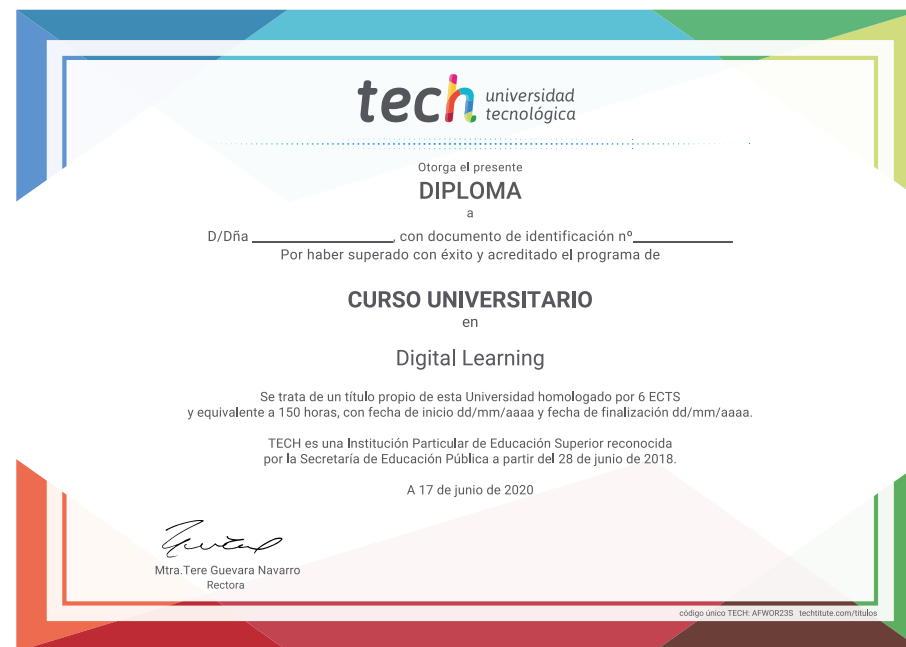 tech universidad
tecnológica
Otorga el presente
DIPLOMA
a
D/Dña ______________, con documento de identificación nº__________
Por haber superado con éxito y acreditado el programa de
CURSO UNIVERSITARIO
en
Digital Learning
Se trata de un título propio de esta Universidad homologado por 6 ECTS
y equivalente a 150 horas, con fecha de inicio dd/mm/aaaa y fecha de finalización dd/mm/aaaa.
TECH es una Institución Particular de Educación Superior reconocida
por la Secretaría de Educación Pública a partir del 28 de junio de 2018.
A 17 de junio de 2020
Mtra.Tere Guevara Navarro
Rectora
código único TECH: AFWOR23S techtitute.com/titulos